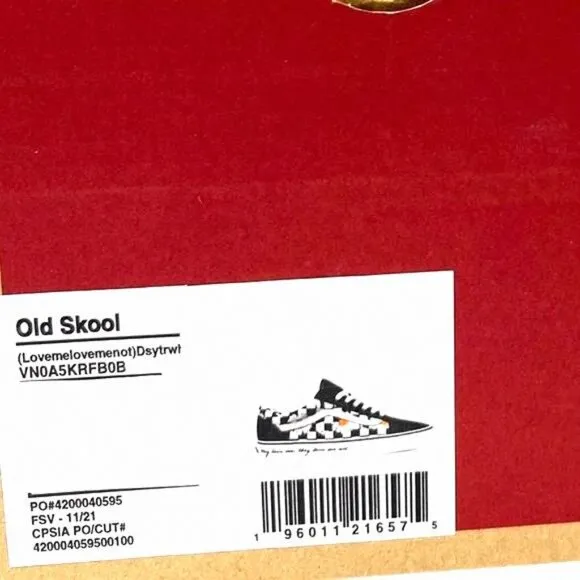 Old Skool
(Lovemelovemenot)Dsytrwh
VN0A5KRFB0B
PO#4200040595
FSV - 11/21
CPSIA PO/CUT#
420004059500100
1 96011 21657 5